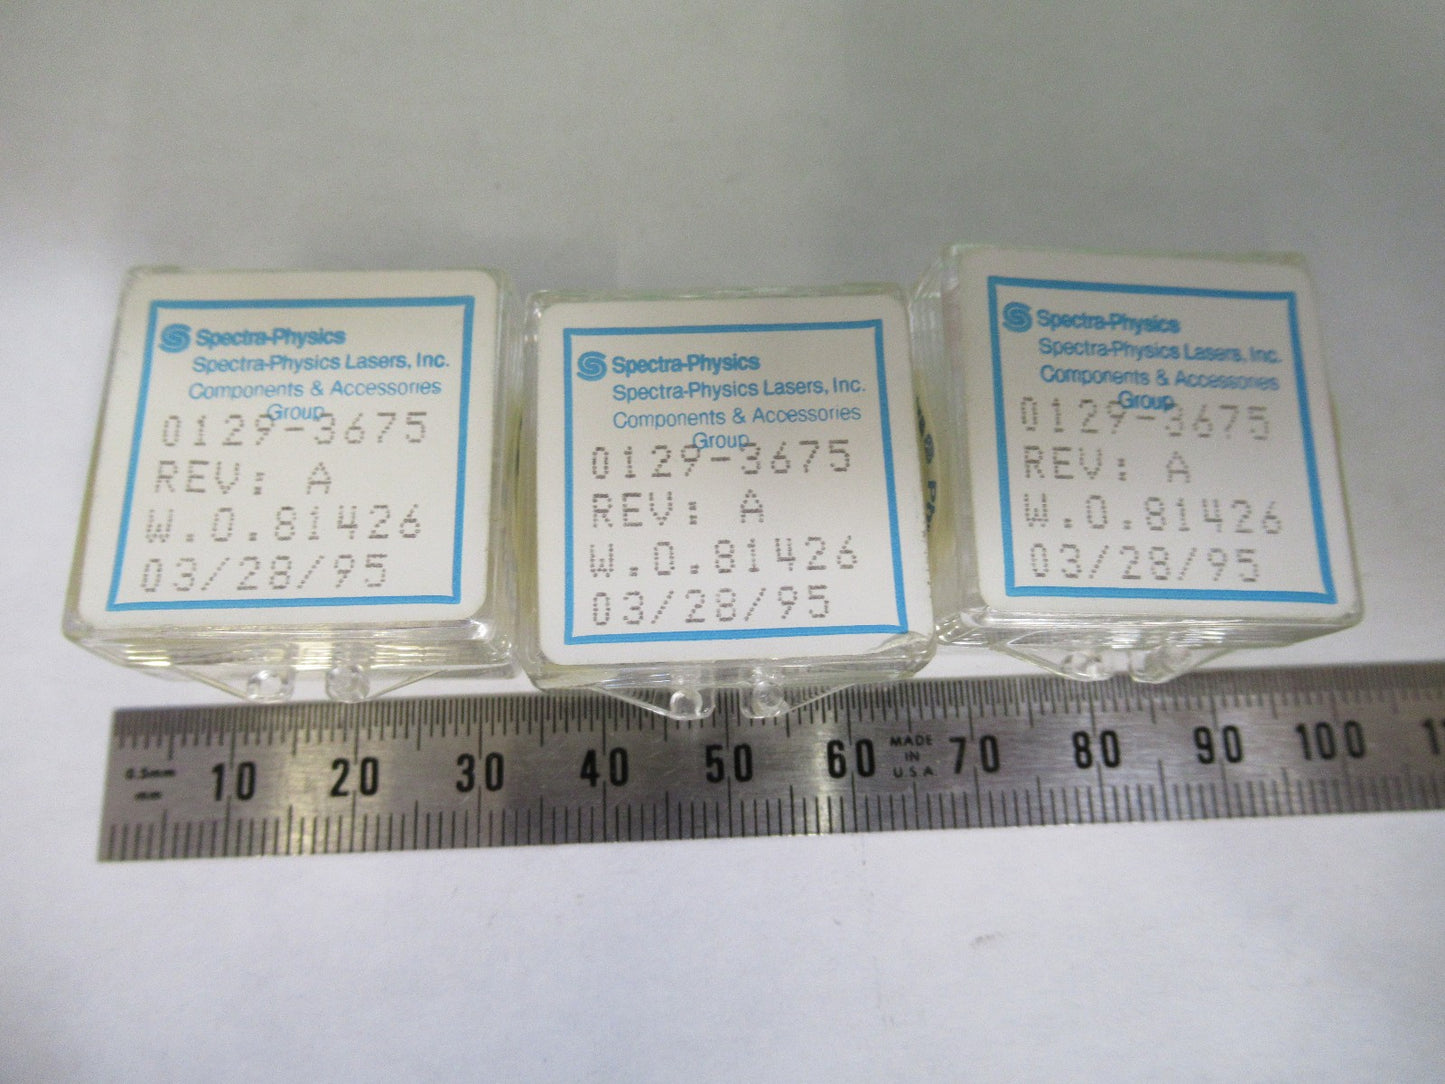 Spectra-Physics
Spectra-Physics Lasers, Inc.
Components & Accessories
Group
0129-3675
REV: A
W.O.81426
03/28/95
Spectra-Physics
Spectra-Physics Lasers, Inc.
Components & Accessories
Group
0129-3675
REV: A
W.O.81426
03/28/95
Spectra-Physics
Spectra-Physics Lasers, Inc.
Components & Accessories
Group
0129-3675
REV: A
W.O.81426
03/28/95
0.5mm
mm
10 20 30 40 50 60 MADE IN U.S.A. 70 80 90 100